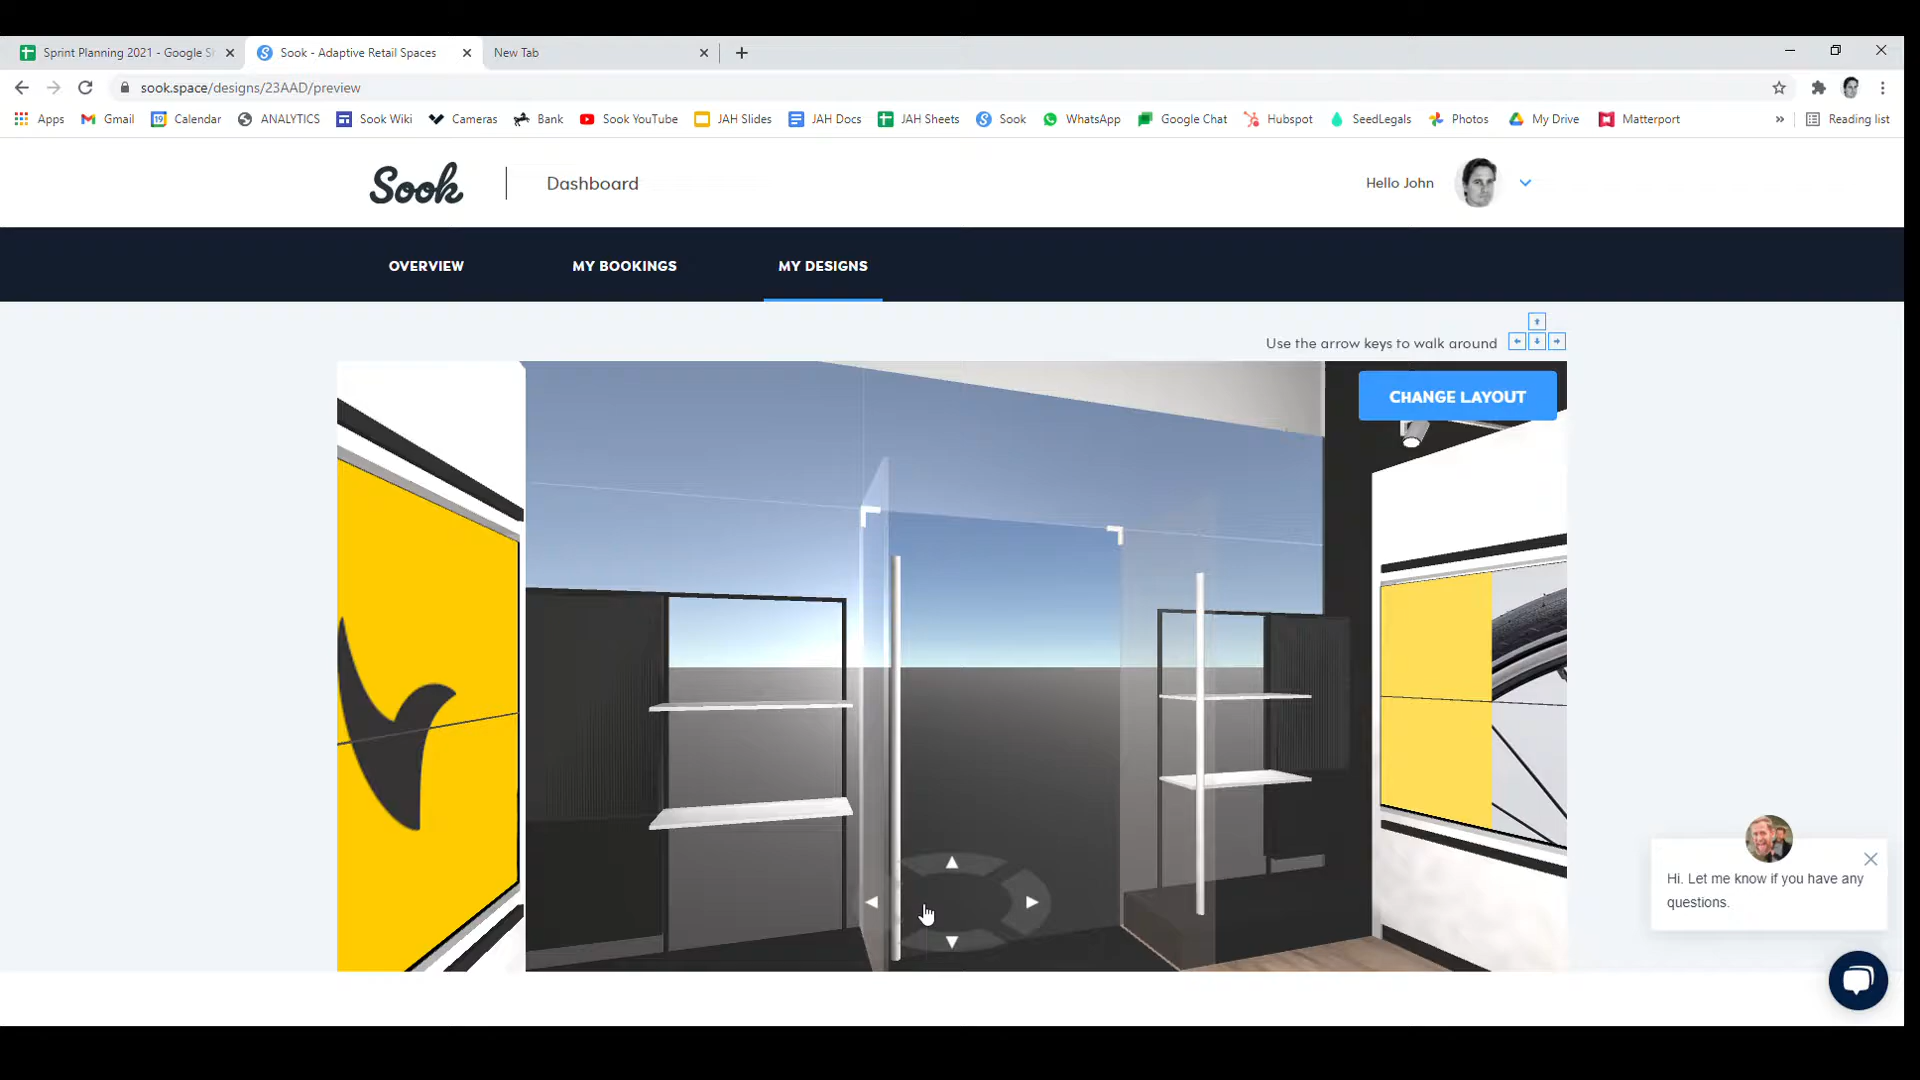 Sprint Planning 2021 - Google S
Sook - Adaptive Retail Spaces
New Tab
sook.space/designs/23AAD/preview
Apps
Gmail
19
Calendar
ANALYTICS
Sook Wiki
Cameras
Bank
Sook YouTube
JAH Slides
JAH Docs
JAH Sheets
Sook
WhatsApp
Google Chat
Hubspot
SeedLegals
Photos
My Drive
Matterport
»
Reading list
Sook
Dashboard
Hello John
OVERVIEW
MY BOOKINGS
MY DESIGNS
Use the arrow keys to walk around
CHANGE LAYOUT
Hi. Let me know if you have any
questions.